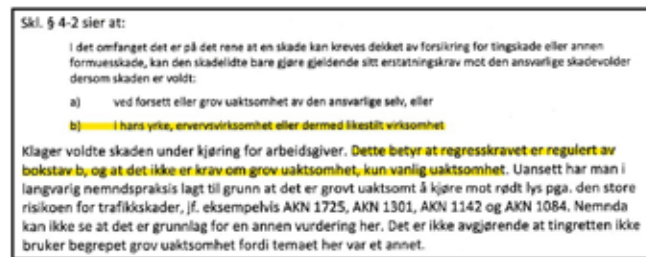 Skl. § 4-2 sier at:
I det omfanget det er på det rene at en skade kan kreves dekket av forsikring for tingskade eller annen
formuesskade, kan den skadelidte bare gjøre gjeldende sitt erstatningskrav mot den ansvarlige skadevolder
dersom skaden er voldt:
a) ved forsett eller grov uaktsomhet av den ansvarlige selv, eller
b) i hans yrke, ervervsvirksomhet eller dermed likestilt virksomhet
Klager voldte skaden under kjøring for arbeidsgiver. Dette betyr at regresskravet er regulert av
bokstav b, og at det ikke er krav om grov uaktsomhet, kun vanlig uaktsomhet. Uansett har man i
langvarig nemndspraksis lagt til grunn at det er grovt uaktsomt å kjøre mot rødt lys pga. den store
risikoen for trafikkskader, jf. eksempelvis AKN 1725, AKN 1301, AKN 1142 og AKN 1084. Nemnda
kan ikke se at det er grunnlag for en annen vurdering her. Det er ikke avgjørende at tingretten ikke
bruker begrepet grov uaktsomhet fordi temaet her var et annet.